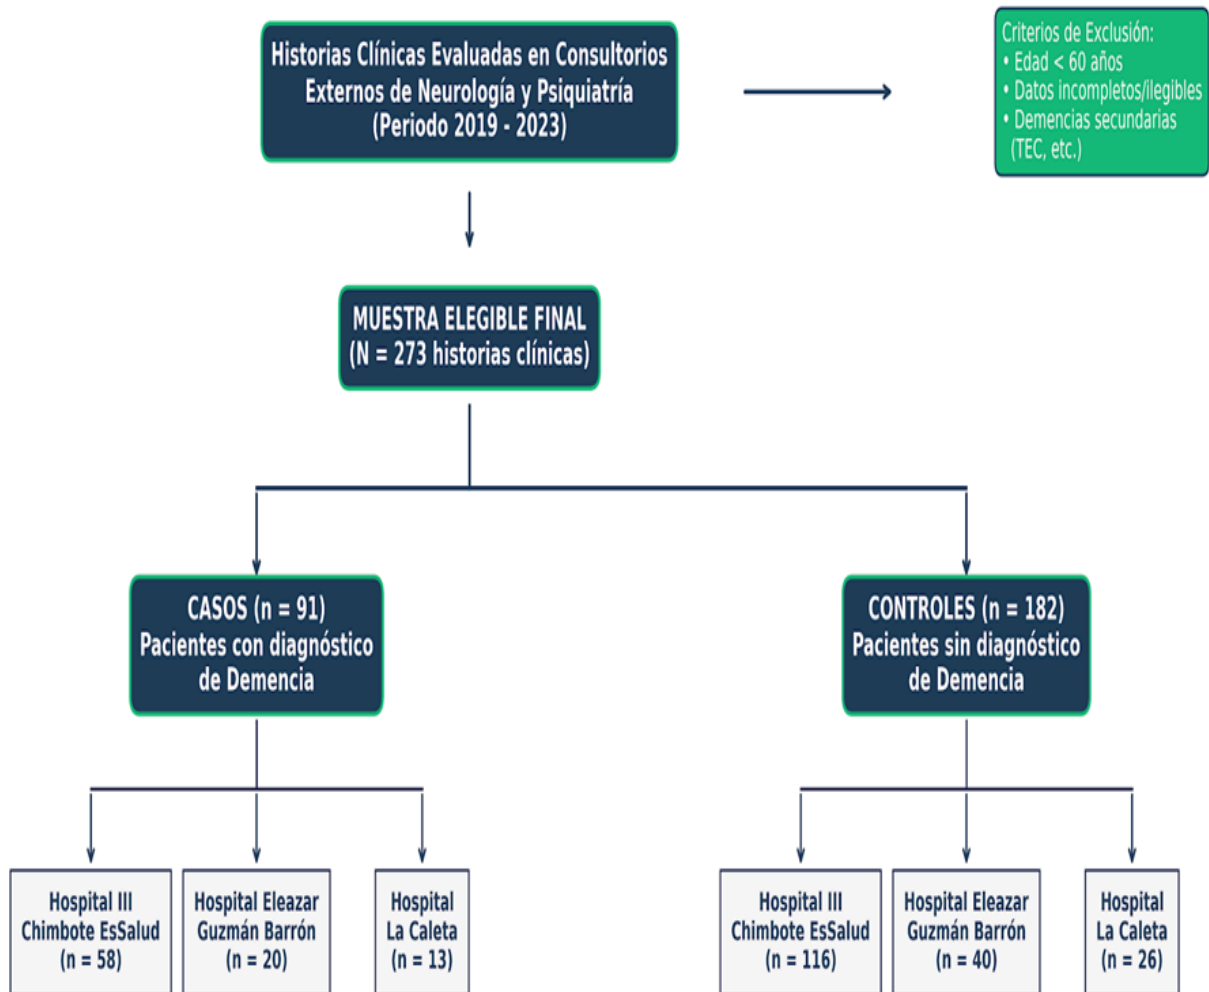 Historias Clínicas Evaluadas en Consultorios
Externos de Neurología y Psiquiatría
(Periodo 2019 - 2023)
Criterios de Exclusión:
• Edad < 60 años
• Datos incompletos/ilegibles
• Demencias secundarias
(TEC, etc.)
MUESTRA ELEGIBLE FINAL
(N = 273 historias clínicas)
CASOS (n = 91)
Pacientes con diagnóstico
de Demencia
CONTROLES (n = 182)
Pacientes sin diagnóstico
de Demencia
Hospital III
Chimbote EsSalud
(n = 58)
Hospital Eleazar
Guzmán Barrón
(n = 20)
Hospital
La Caleta
(n = 13)
Hospital III
Chimbote EsSalud
(n = 116)
Hospital Eleazar
Guzmán Barrón
(n = 40)
Hospital
La Caleta
(n = 26)